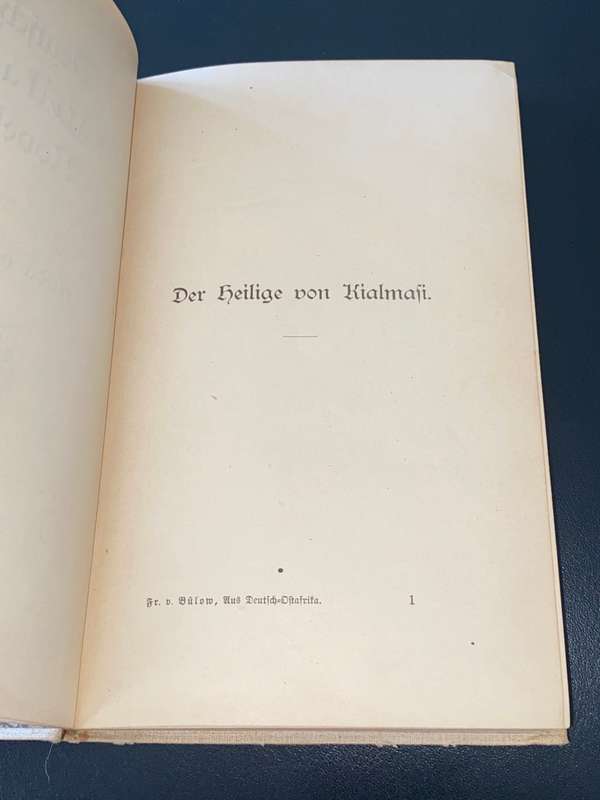 Der Heilige von Kialmasi.
Fr. v. Bülow, Aus Deutsch-Ostafrika. 1